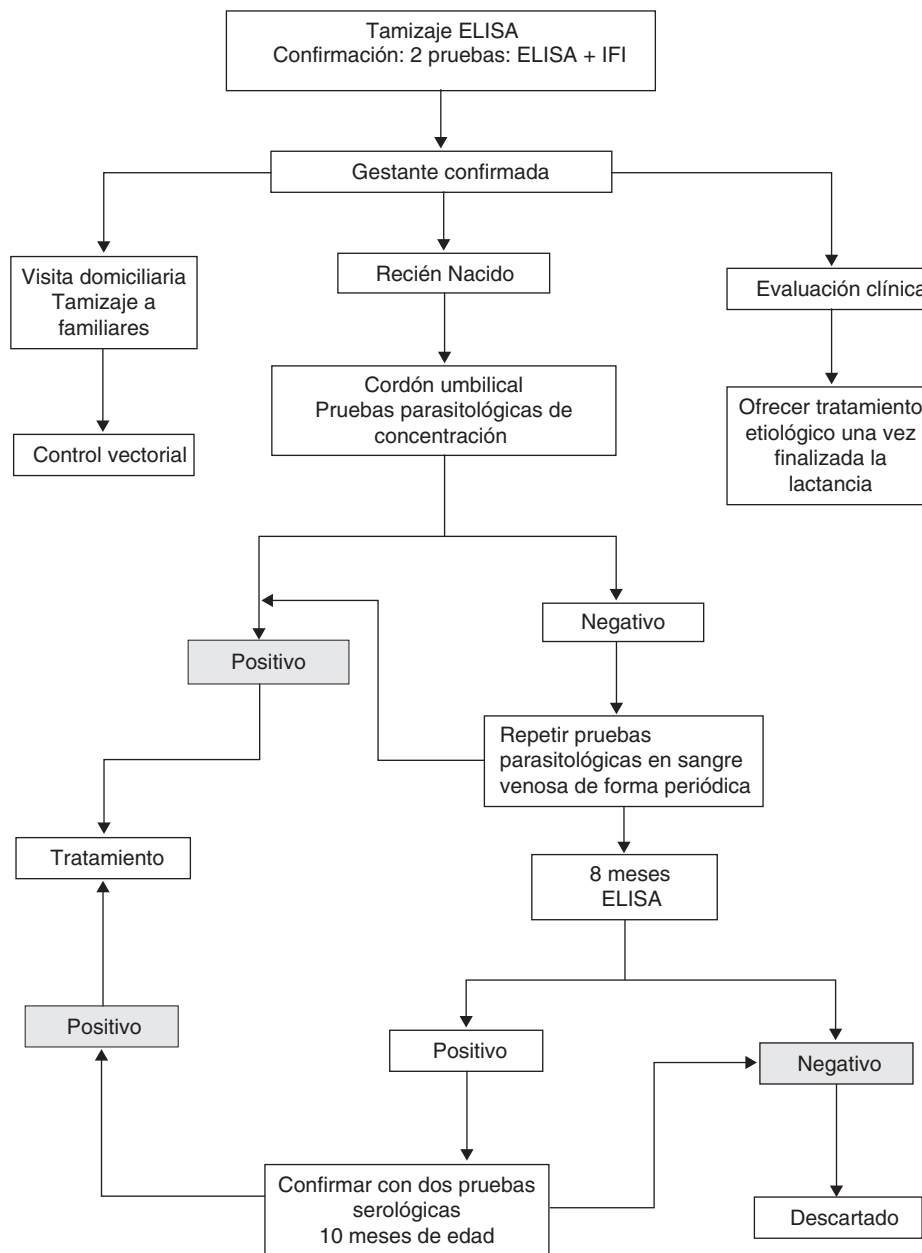 Tamizaje ELISA
Confirmación: 2 pruebas: ELISA + IFI
Gestante confirmada
Visita domiciliaria
Tamizaje a
familiares
Recién Nacido
Evaluación clínica
Cordón umbilical
Pruebas parasitológicas de
concentración
Control vectorial
Ofrecer tratamiento
etiológico una vez
finalizada la
lactancia
Negativo
Positivo
Repetir pruebas
parasitológicas en sangre
venosa de forma periódica
Tratamiento
8 meses
ELISA
Positivo
Positivo
Negativo
Confirmar con dos pruebas
serológicas
10 meses de edad
Descartado